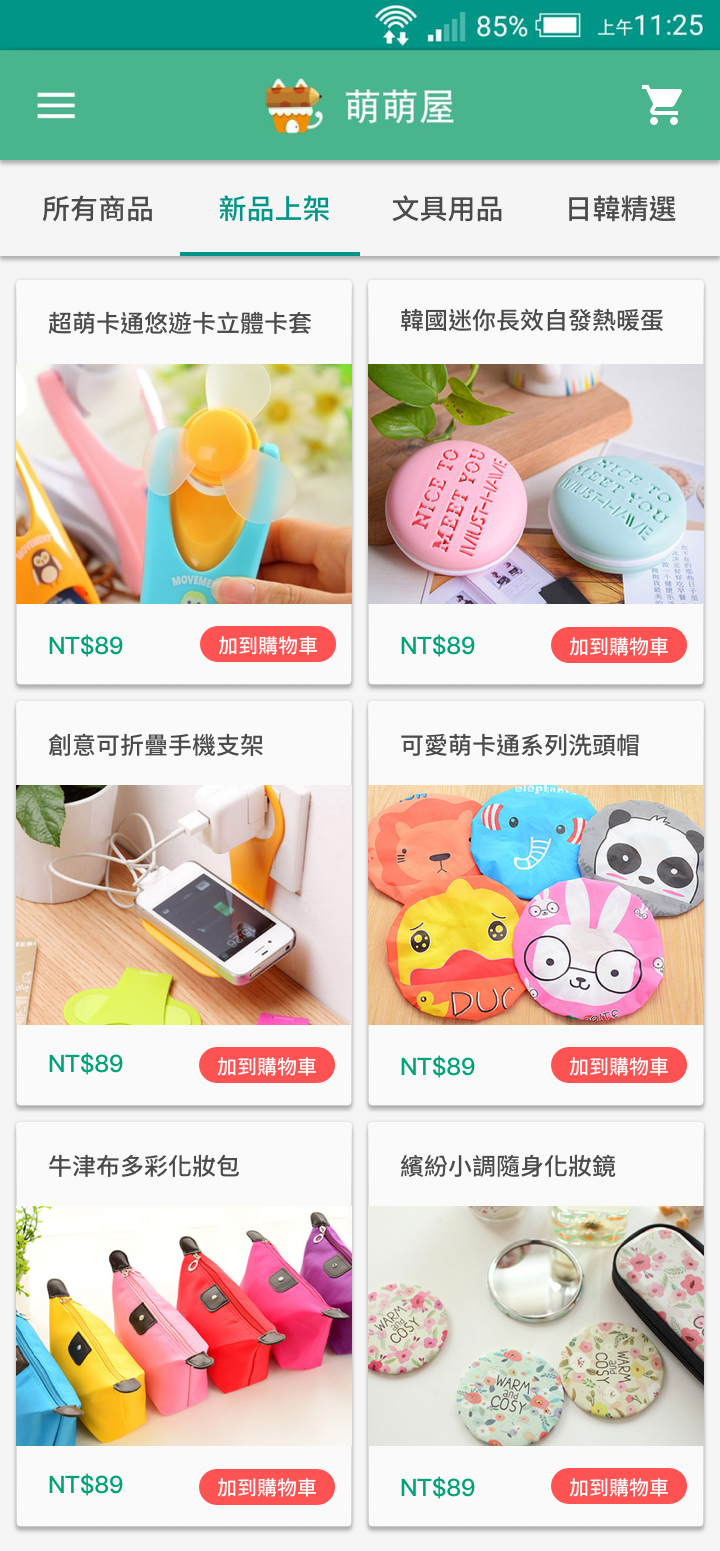 85%
上午11:25
萌萌屋
所有商品
新品上架
文具用品
日韓精選
超萌卡通悠遊卡立體卡套
MOVEMENT
MOVEMENT
NT$89
加到購物車
韓國迷你長效自發熱暖蛋
NICE TO
MEET YOU
MUST-HAVE
NICE TO
MEET YOU
MUST-HAVE
NT$89
加到購物車
創意可折疊手機支架
NT$89
加到購物車
可愛萌卡通系列洗頭帽
elephant
DUC
NT$89
加到購物車
牛津布多彩化妝包
NT$89
加到購物車
繽紛小調隨身化妝鏡
WARM
and
COSY
WARM
and
COSY
WARM
and
COSY
NT$89
加到購物車